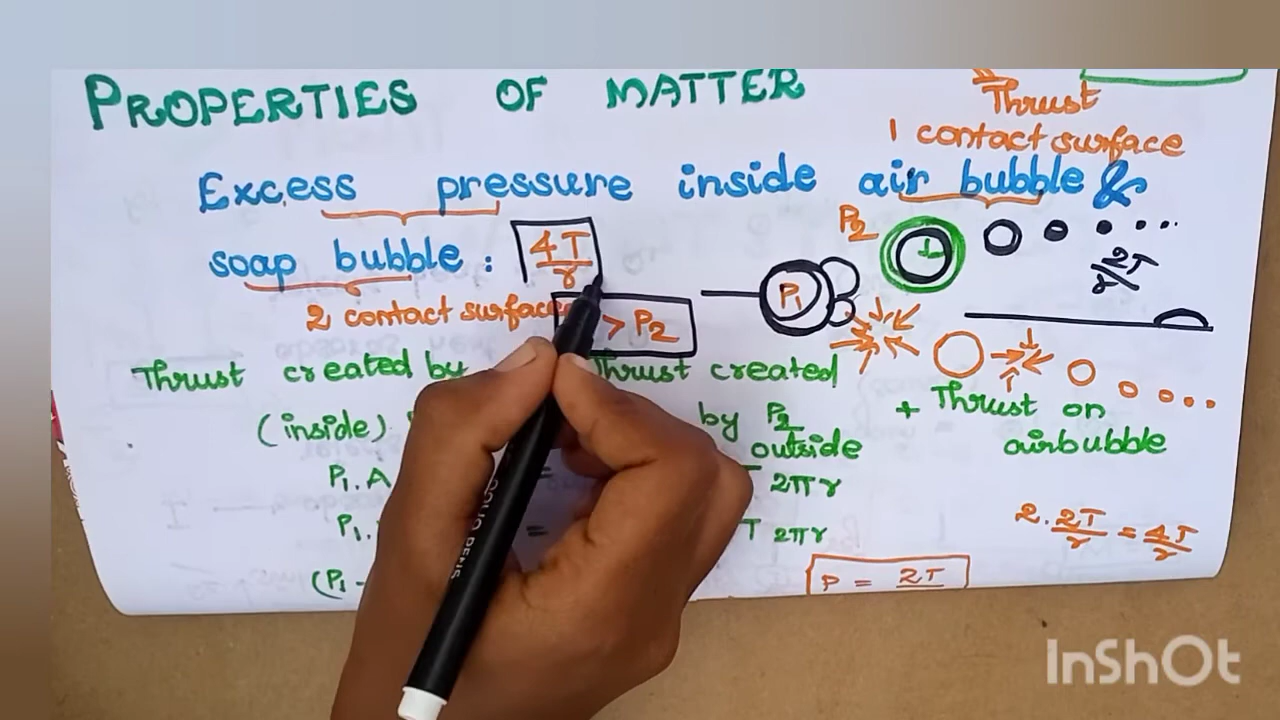 PROPERTIES OF MATTER
Thrust
1 contact surface
Excess pressure inside air bubble &
soap bubble : 4T/r
2 contact surface
> P2
P2
P1
2T/r
Thrust created by Thrust created + Thrust on
(inside) by P2 outside airbubble
P1.A = T 2πr
P1. = T 2πr
2. 2T/r = 4T/r
(P1 - P = 2T
DENS
InShOt